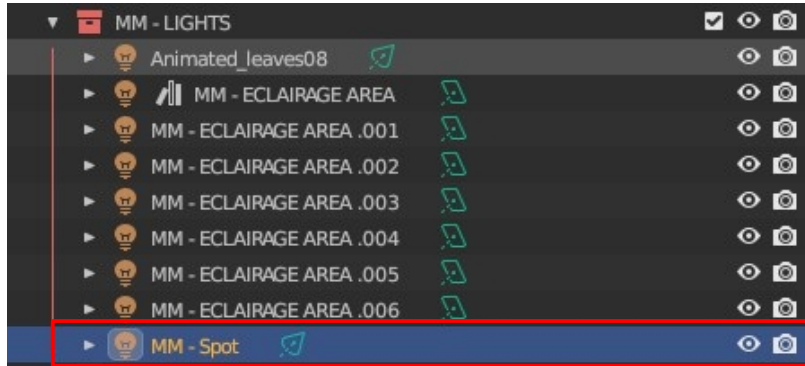 MM - LIGHTS
Animated_leaves08
MM - ECLAIRAGE AREA
MM - ECLAIRAGE AREA .001
MM - ECLAIRAGE AREA .002
MM - ECLAIRAGE AREA .003
MM - ECLAIRAGE AREA .004
MM - ECLAIRAGE AREA .005
MM - ECLAIRAGE AREA .006
MM - Spot